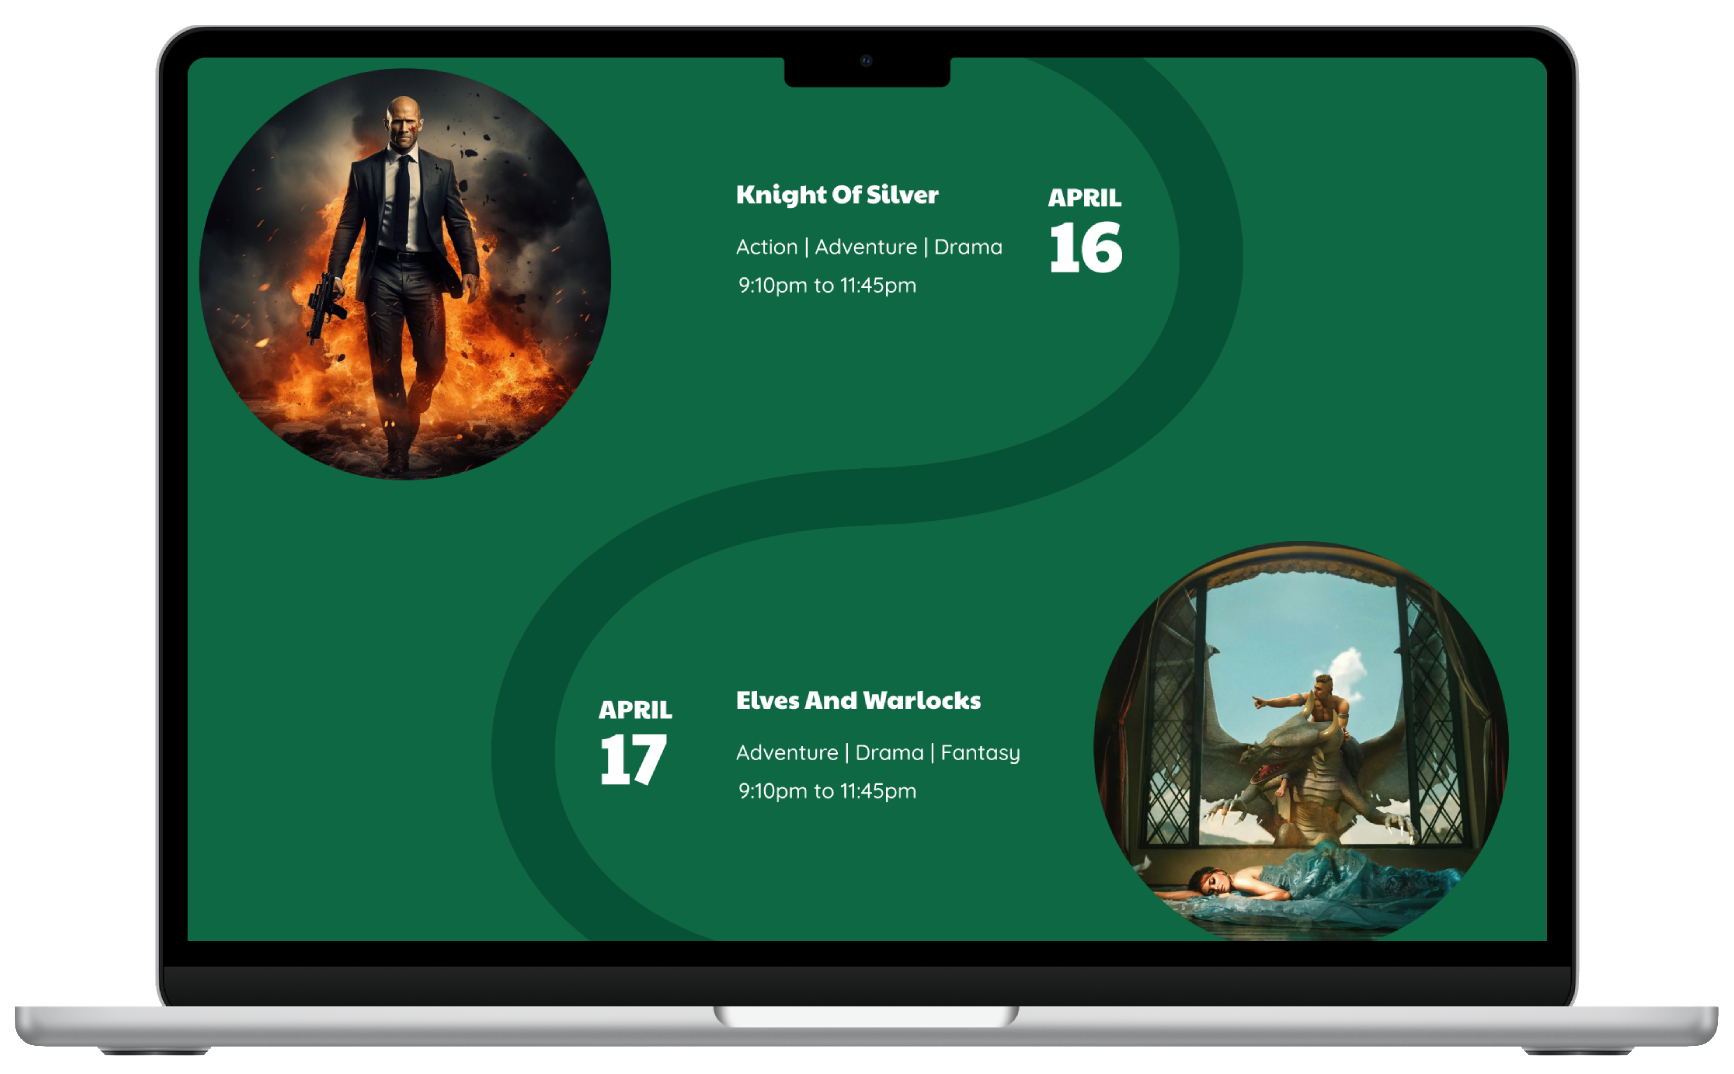 Knight Of Silver
Action | Adventure | Drama
9:10pm to 11:45pm
APRIL
16
APRIL
17
Elves And Warlocks
Adventure | Drama | Fantasy
9:10pm to 11:45pm